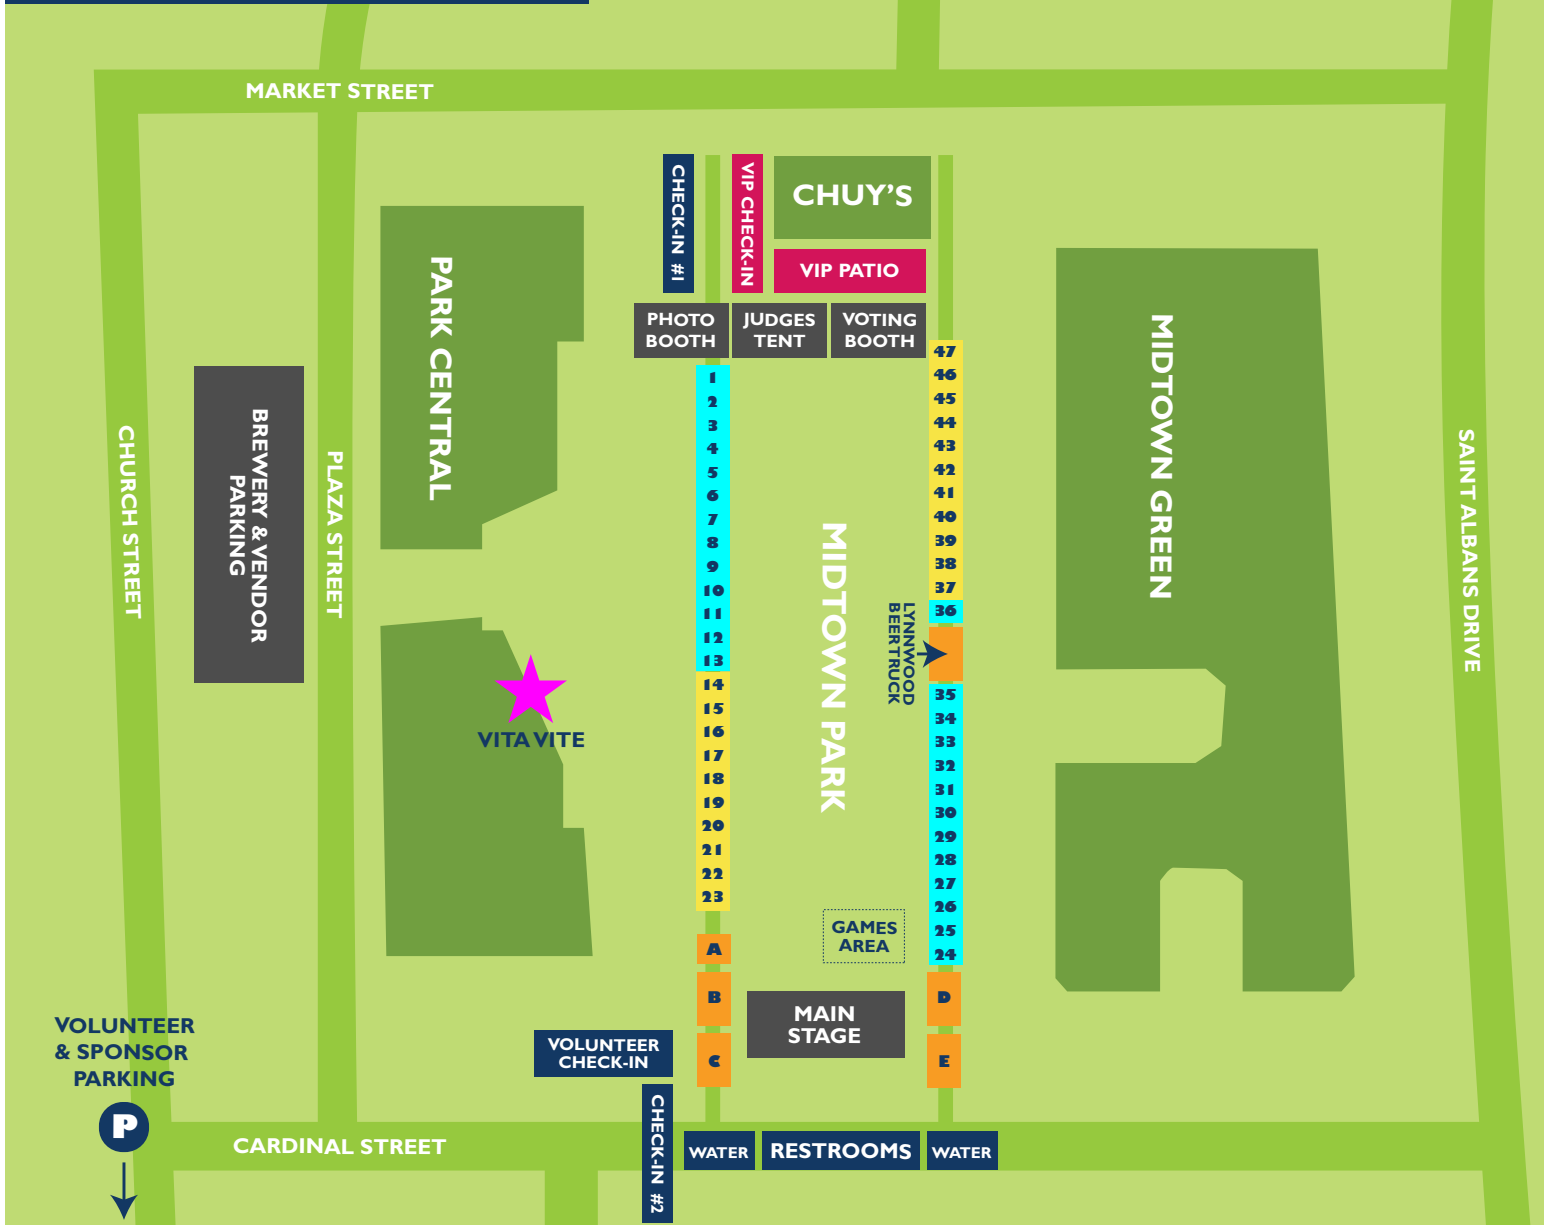 MARKET STREET
CHECK-IN #1
VIP CHECK-IN
CHUY'S
VIP PATIO
PHOTO
BOOTH
JUDGES
TENT
VOTING
BOOTH
PARK CENTRAL
MIDTOWN GREEN
BREWERY & VENDOR
PARKING
CHURCH STREET
PLAZA STREET
SAINT ALBANS DRIVE
1
2
3
4
5
6
7
8
9
10
11
12
13
14
15
16
17
18
19
20
21
22
23
A
B
C
MIDTOWN PARK
47
46
45
44
43
42
41
40
39
38
37
36
LYNNWOOD
BEER TRUCK
35
34
33
32
31
30
29
28
27
26
25
24
D
E
VITA VITE
GAMES
AREA
MAIN
STAGE
VOLUNTEER
& SPONSOR
PARKING
P
VOLUNTEER
CHECK-IN
CHECK-IN #2
CARDINAL STREET
WATER
RESTROOMS
WATER